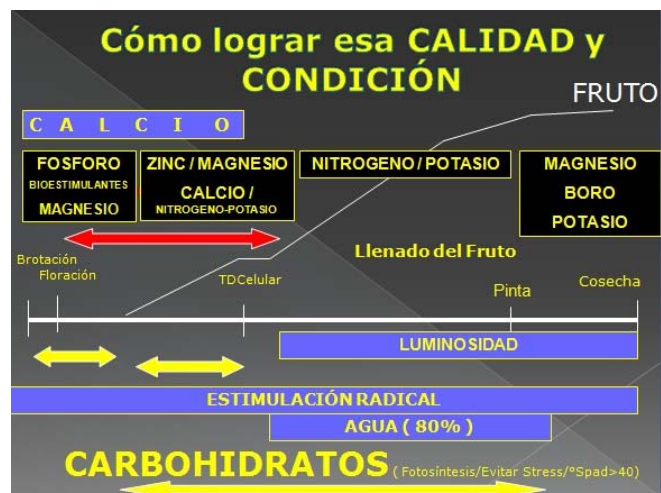 Cómo lograr esa CALIDAD y
CONDICIÓN
FRUTO
C A L C I O
FOSFORO
BIOESTIMULANTES
MAGNESIO
ZINC / MAGNESIO
CALCIO /
NITROGENO-POTASIO
NITROGENO / POTASIO
MAGNESIO
BORO
POTASIO
Llenado del Fruto
Brotación
Floración
TDCelular
Pinta
Cosecha
LUMINOSIDAD
ESTIMULACIÓN RADICAL
AGUA ( 80% )
CARBOHIDRATOS ( Fotosíntesis/Evitar Stress/°Spad>40)